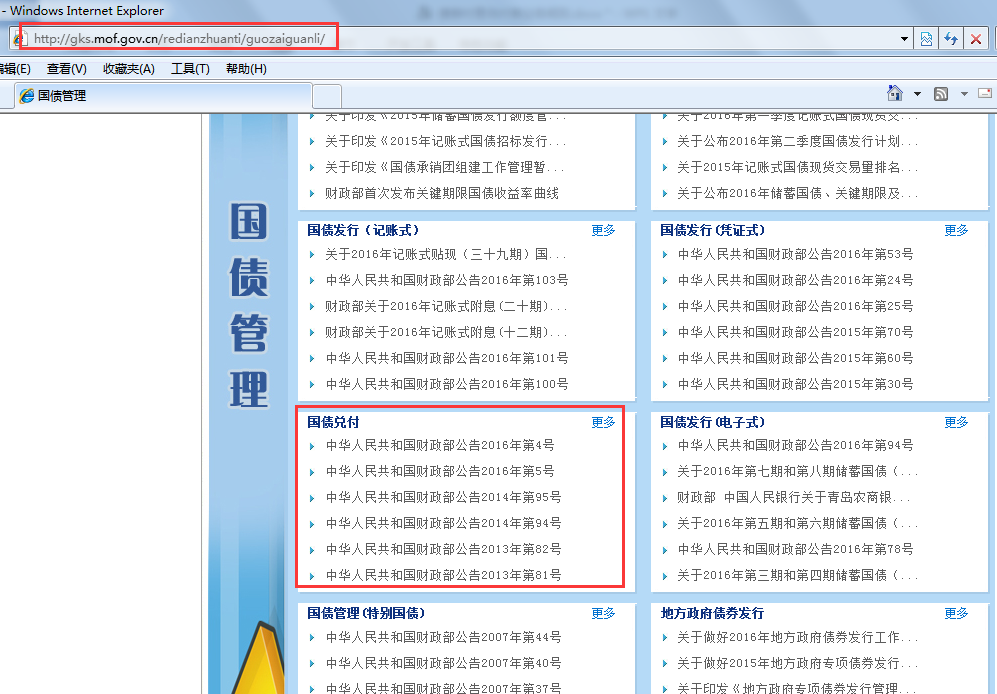 - Windows Internet Explorer
http://gks.mof.gov.cn/redianzhuanti/guozaiguanli/
编辑(E) 查看(V) 收藏夹(A) 工具(T) 帮助(H)
国债管理
国债管理
关于印发《2015年储蓄国债发行额度管...
关于印发《2015年记账式国债招标发行...
关于印发《国债承销团组建工作管理暂...
财政部首次发布关键期限国债收益率曲线
关于2016年第一季度记账式国债现货交...
关于公布2016年第二季度国债发行计划...
关于2015年记账式国债现货交易量排名...
关于公布2016年储蓄国债、关键期限及...
国债发行（记账式） 更多
关于2016年记账式贴现（三十九期）国...
中华人民共和国财政部公告2016年第103号
财政部关于2016年记账式附息(二十期)...
财政部关于2016年记账式附息(十二期)...
中华人民共和国财政部公告2016年第101号
中华人民共和国财政部公告2016年第100号
国债发行(凭证式) 更多
中华人民共和国财政部公告2016年第53号
中华人民共和国财政部公告2016年第24号
中华人民共和国财政部公告2016年第25号
中华人民共和国财政部公告2015年第70号
中华人民共和国财政部公告2015年第60号
中华人民共和国财政部公告2015年第30号
国债兑付 更多
中华人民共和国财政部公告2016年第4号
中华人民共和国财政部公告2016年第5号
中华人民共和国财政部公告2014年第95号
中华人民共和国财政部公告2014年第94号
中华人民共和国财政部公告2013年第82号
中华人民共和国财政部公告2013年第81号
国债发行(电子式) 更多
中华人民共和国财政部公告2016年第94号
关于2016年第七期和第八期储蓄国债（...
财政部 中国人民银行关于青岛农商银...
关于2016年第五期和第六期储蓄国债（...
中华人民共和国财政部公告2016年第78号
关于2016年第三期和第四期储蓄国债（...
国债管理(特别国债) 更多
中华人民共和国财政部公告2007年第44号
中华人民共和国财政部公告2007年第40号
中华人民共和国财政部公告2007年第37号
地方政府债券发行 更多
关于做好2016年地方政府债券发行工作...
关于做好2015年地方政府专项债券发行...
关于印发《地方政府专项债券发行管理...